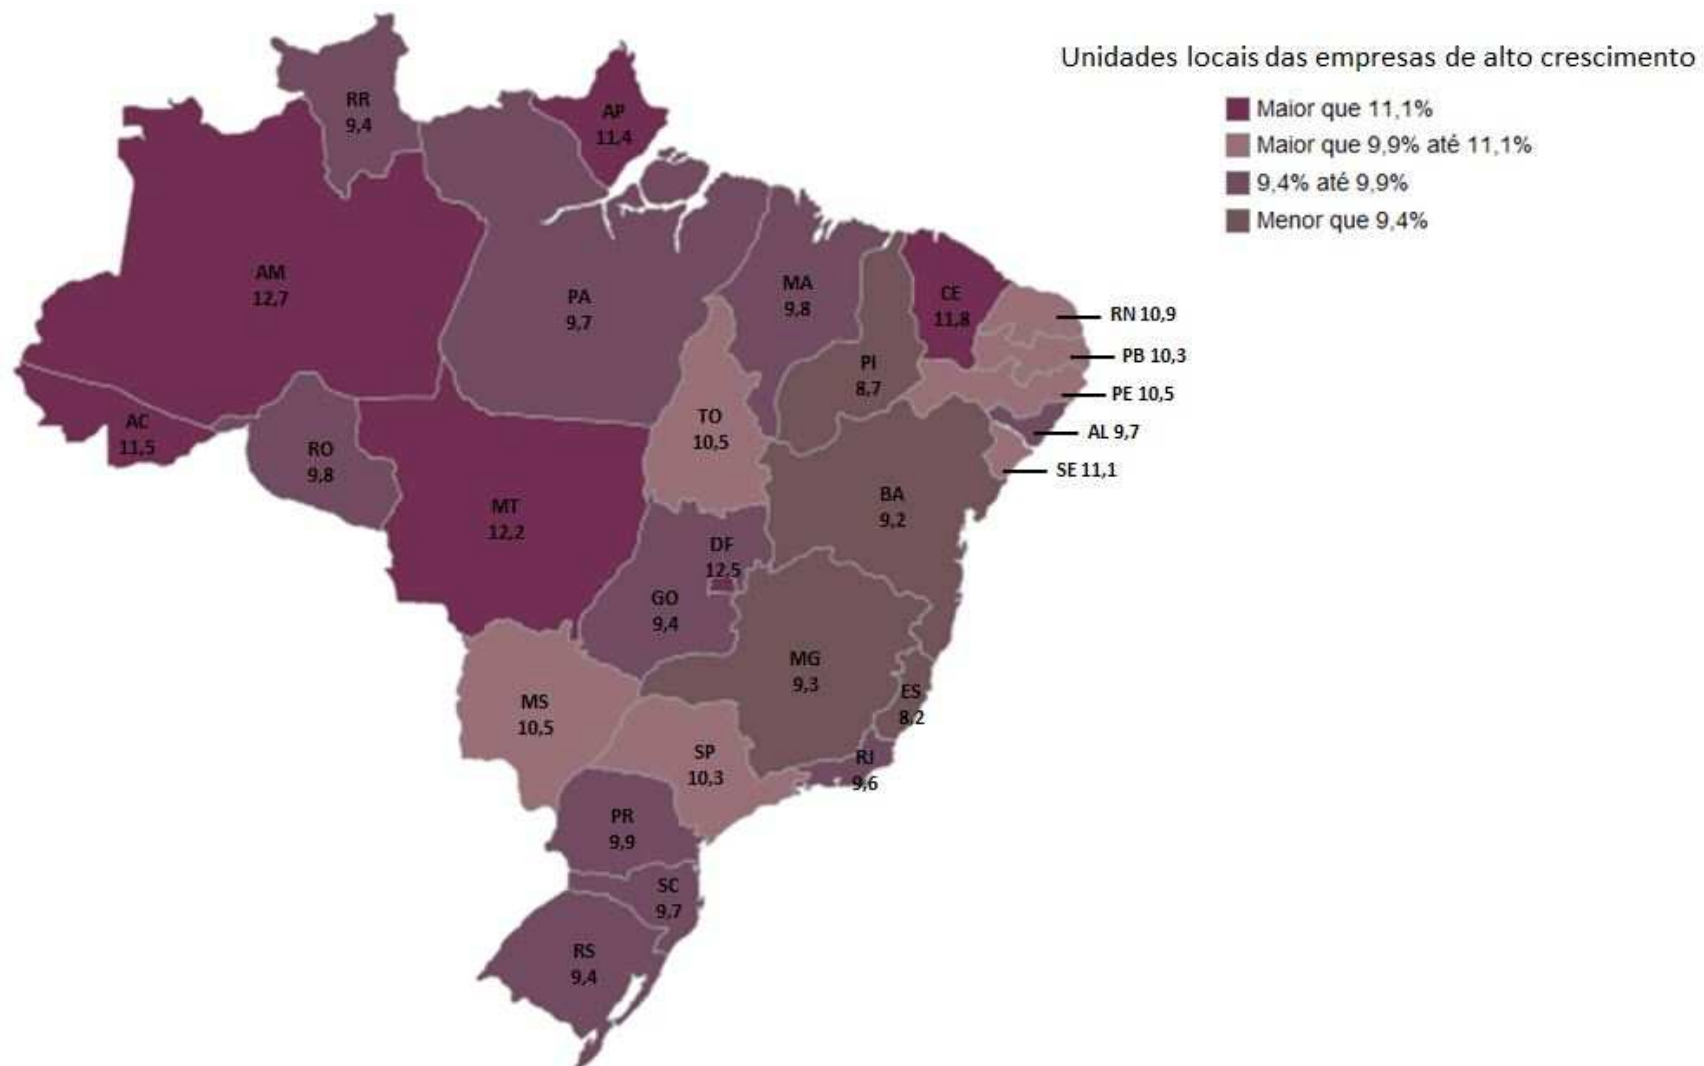 Unidades locais das empresas de alto crescimento
Maior que 11,1%
Maior que 9,9% até 11,1%
9,4% até 9,9%
Menor que 9,4%
RR
9,4
AP
11,4
AM
12,7
PA
9,7
MA
9,8
CE
11,8
RN 10,9
PB 10,3
PI
8,7
PE 10,5
AC
11,5
TO
10,5
AL 9,7
RO
9,8
SE 11,1
MT
12,2
BA
9,2
DF
12,5
GO
9,4
MG
9,3
MS
10,5
ES
8,2
SP
10,3
RJ
9,6
PR
9,9
SC
9,7
RS
9,4